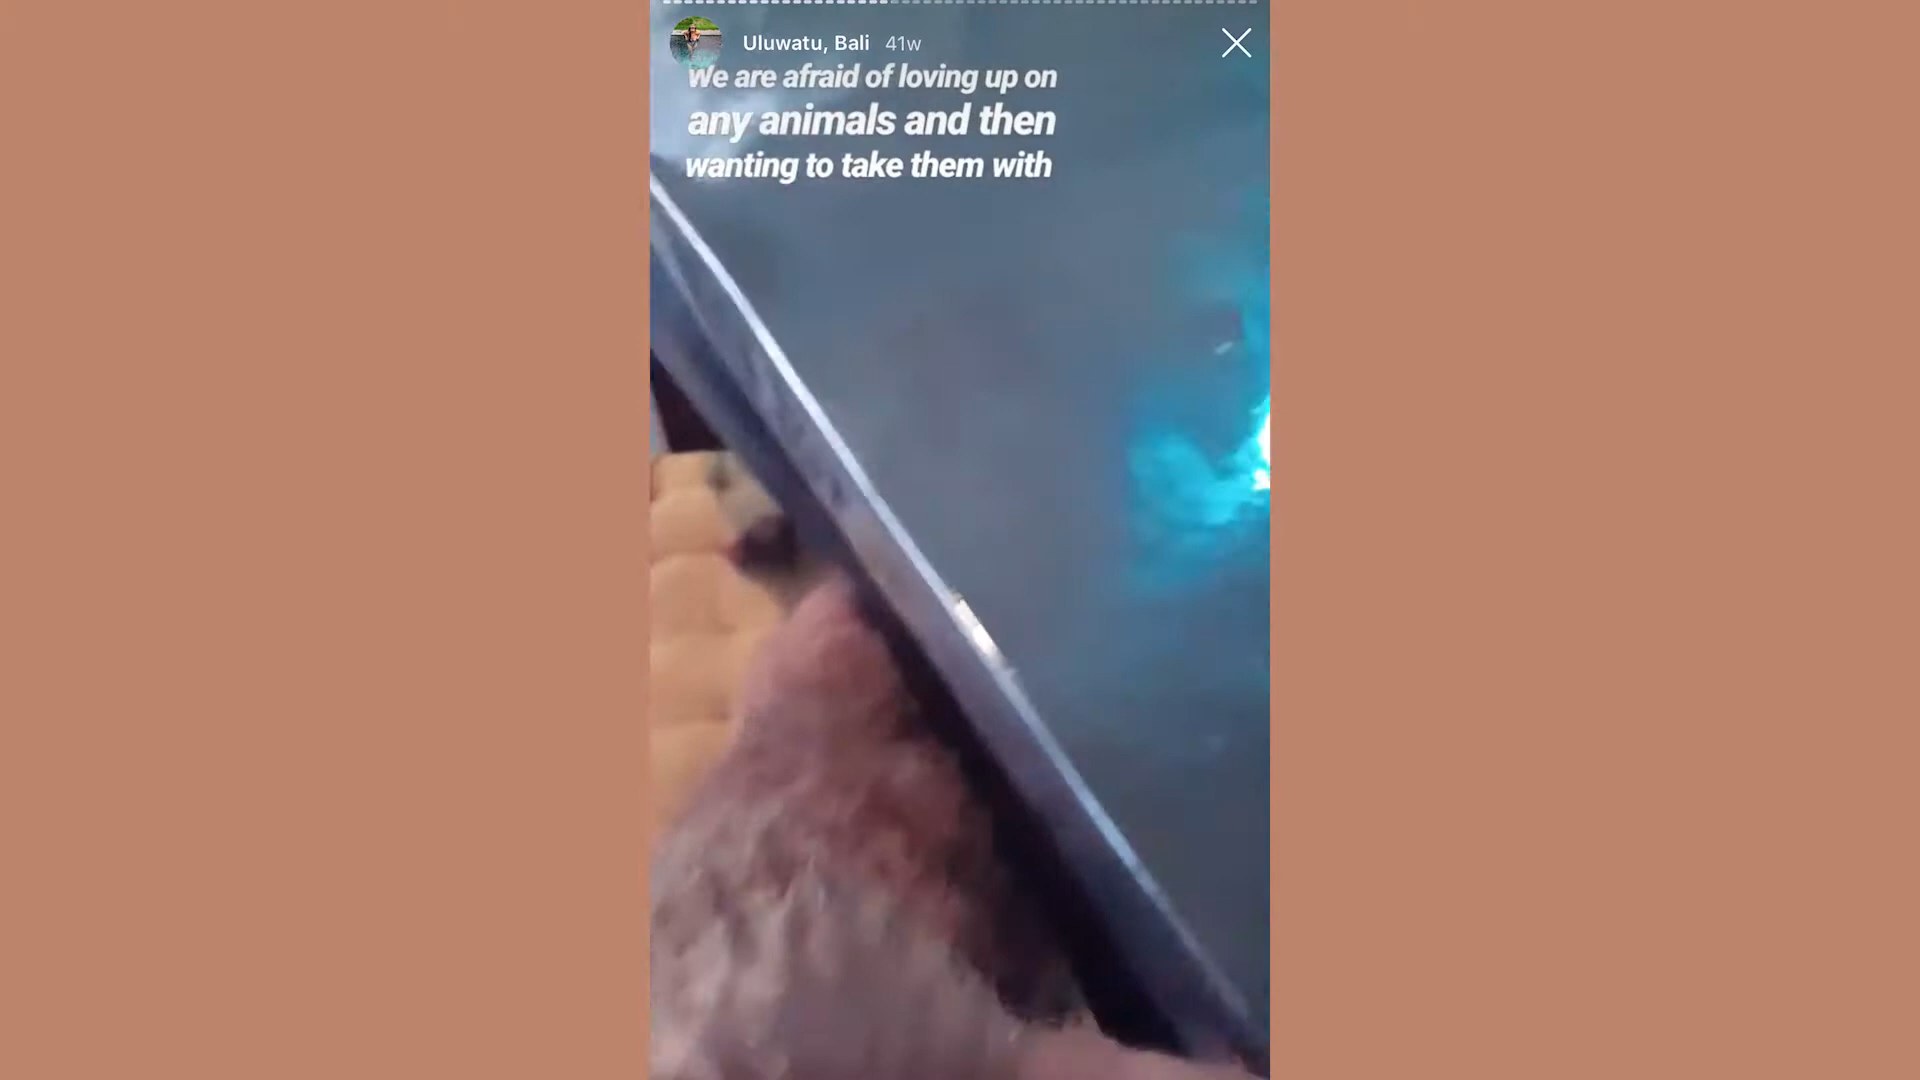 Uluwatu, Bali 41w
We are afraid of loving up on
any animals and then
wanting to take them with